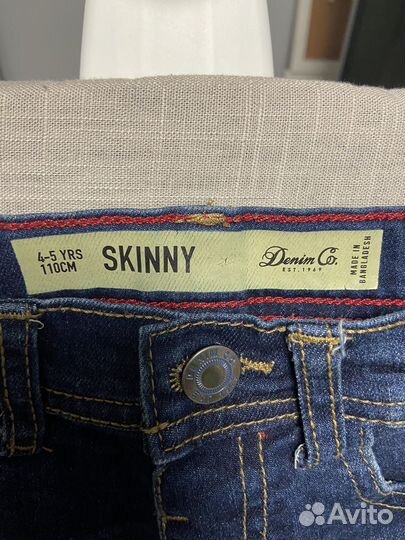 4-5 YRS
110CM
SKINNY
Denim Co.
EST. 1969
MADE IN
BANGLADESH
Avito